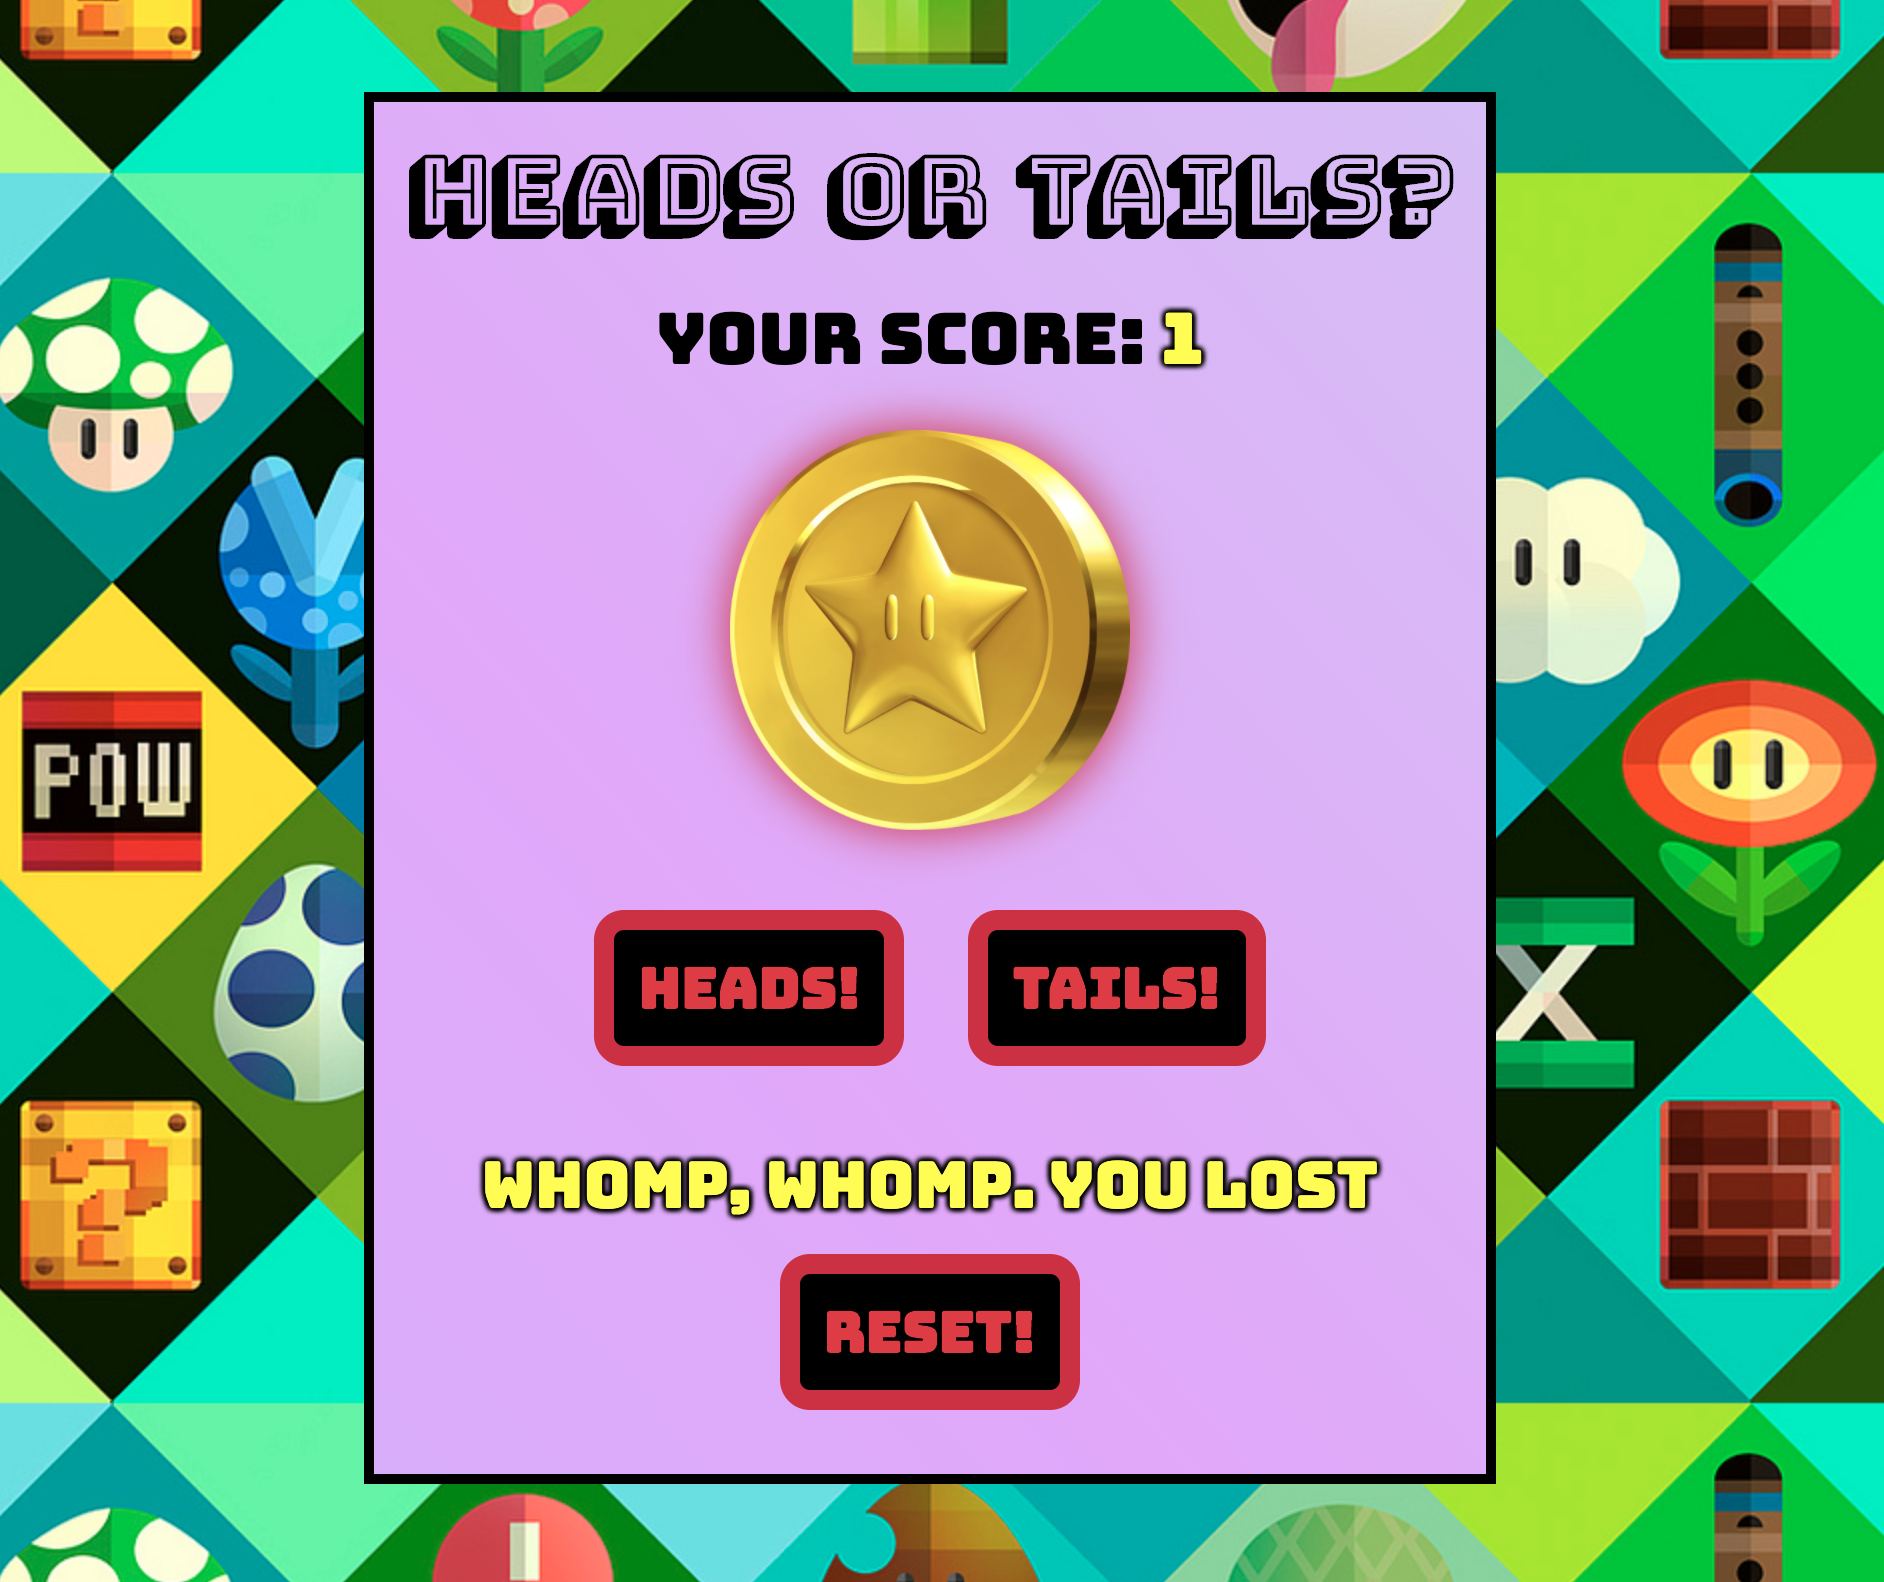 HEADS OR TAILS?
YOUR SCORE: 1
POW
HEADS!
TAILS!
?
X
WHOMP, WHOMP. YOU LOST
RESET!